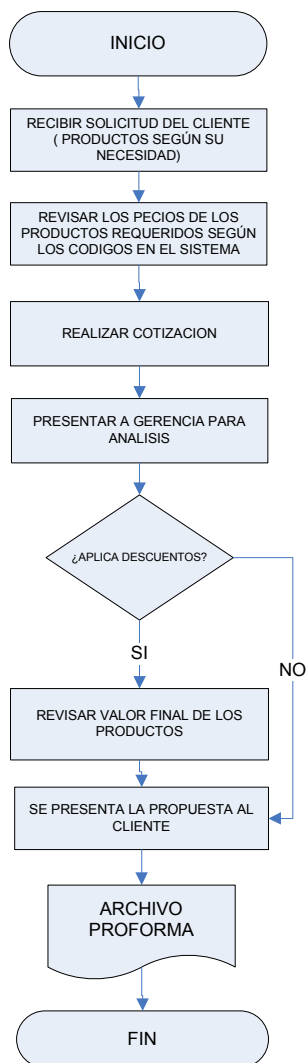 INICIO
RECIBIR SOLICITUD DEL CLIENTE
( PRODUCTOS SEGÚN SU
NECESIDAD)
REVISAR LOS PECIOS DE LOS
PRODUCTOS REQUERIDOS SEGÚN
LOS CODIGOS EN EL SISTEMA
REALIZAR COTIZACION
PRESENTAR A GERENCIA PARA
ANALISIS
¿APLICA DESCUENTOS?
SI
NO
REVISAR VALOR FINAL DE LOS
PRODUCTOS
SE PRESENTA LA PROPUESTA AL
CLIENTE
ARCHIVO
PROFORMA
FIN